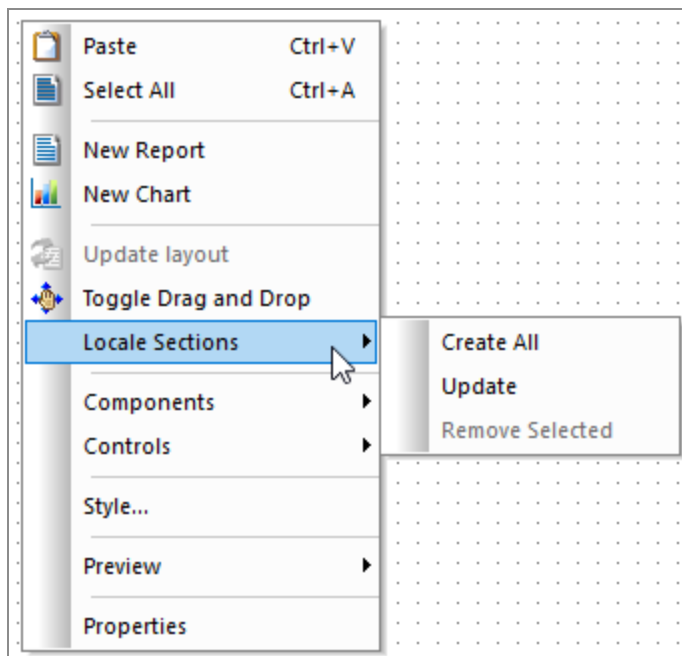 Paste Ctrl+V
Select All Ctrl+A
New Report
New Chart
Update layout
Toggle Drag and Drop
Locale Sections
Create All
Update
Remove Selected
Components
Controls
Style...
Preview
Properties